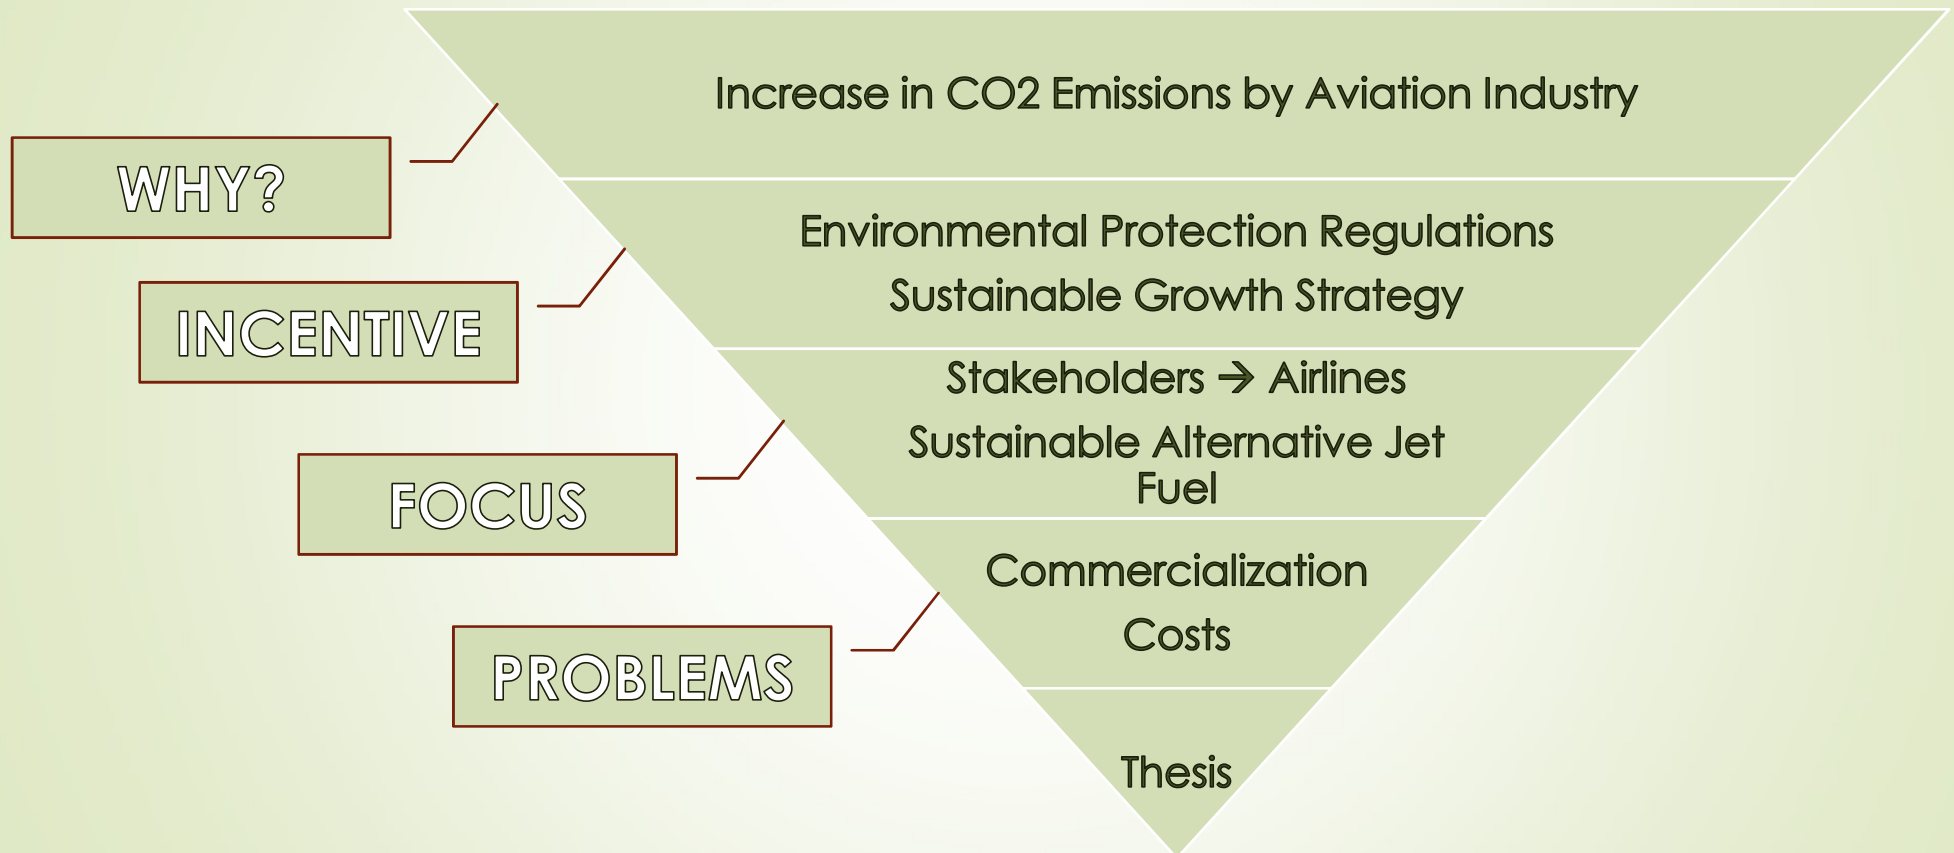 Increase in CO2 Emissions by Aviation Industry
WHY?
Environmental Protection Regulations
Sustainable Growth Strategy
INCENTIVE
Stakeholders → Airlines
Sustainable Alternative Jet
Fuel
FOCUS
Commercialization
Costs
PROBLEMS
Thesis